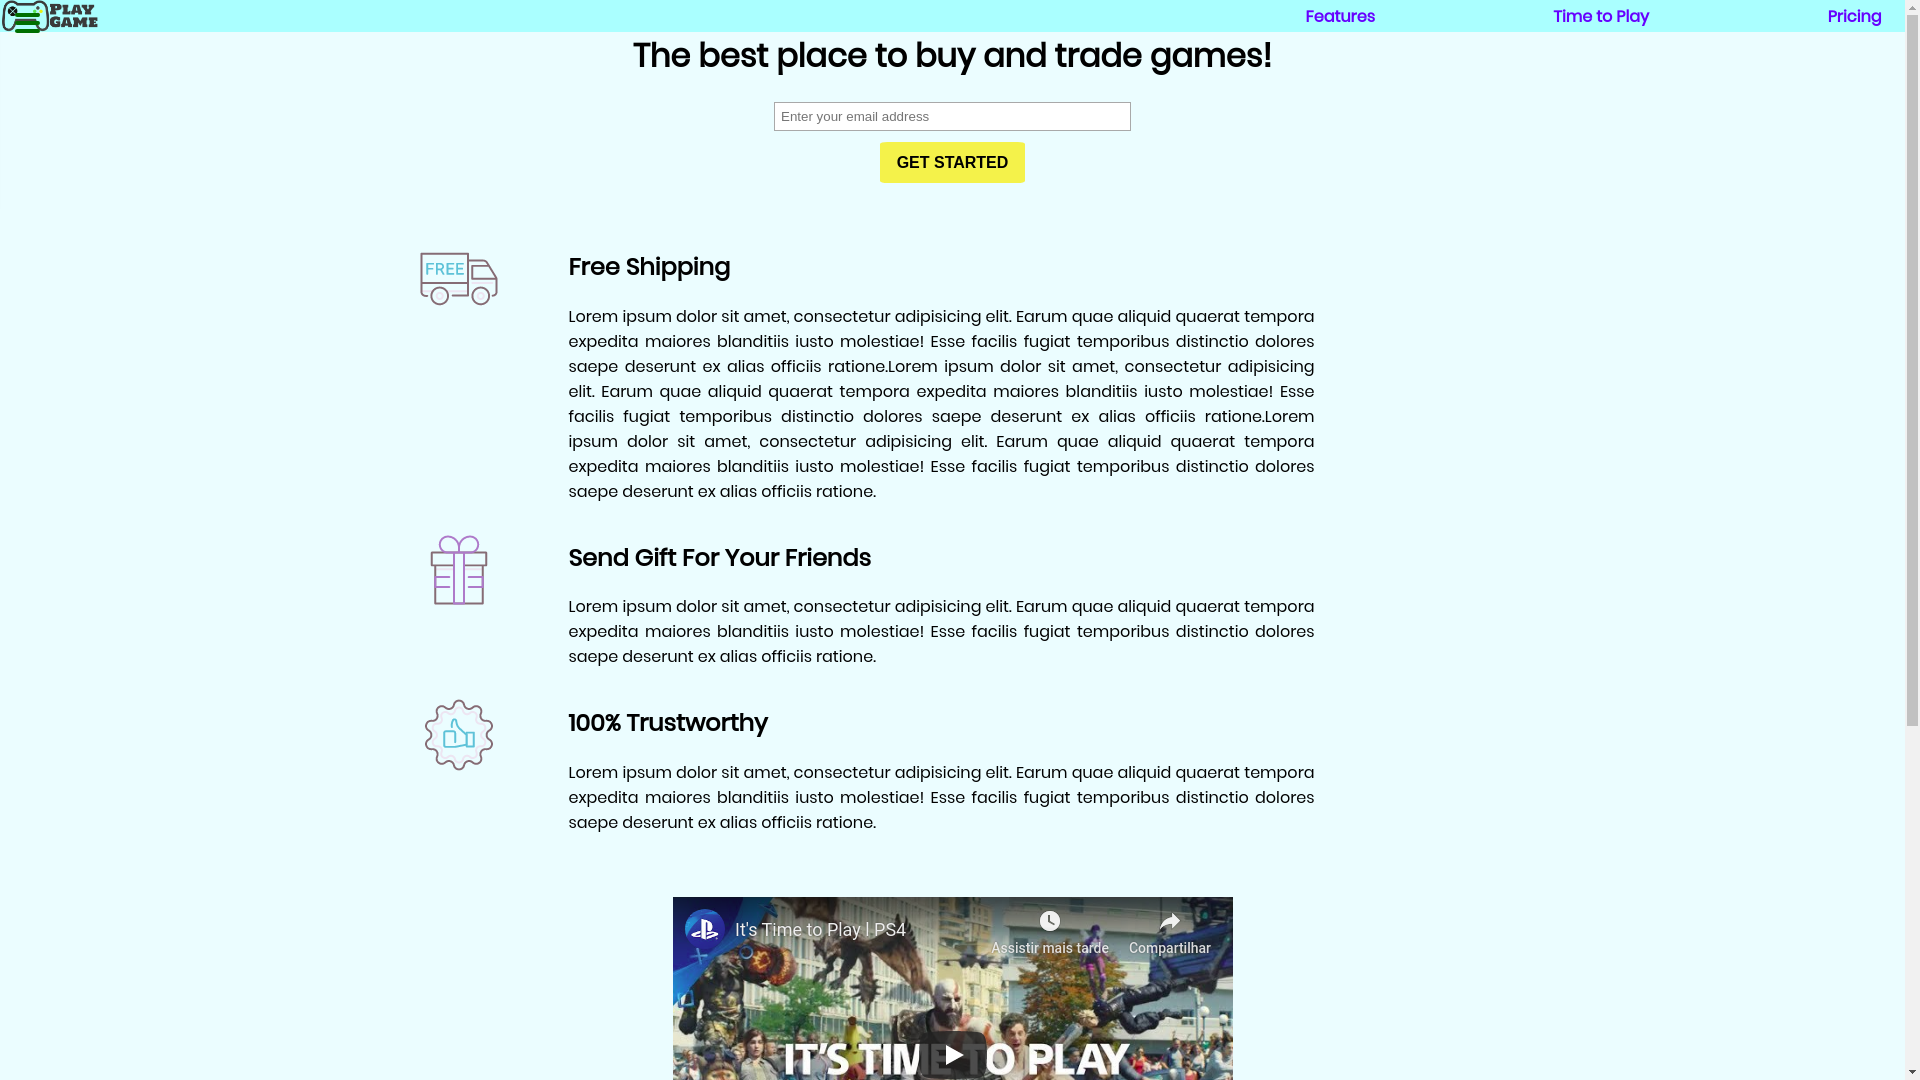 PLAY
GAME
Features
Time to Play
Pricing
The best place to buy and trade games!
Enter your email address
GET STARTED
FREE
Free Shipping
Lorem ipsum dolor sit amet, consectetur adipisicing elit. Earum quae aliquid quaerat tempora
expedita maiores blanditiis iusto molestiae! Esse facilis fugiat temporibus distinctio dolores
saepe deserunt ex alias officiis ratione.Lorem ipsum dolor sit amet, consectetur adipisicing
elit. Earum quae aliquid quaerat tempora expedita maiores blanditiis iusto molestiae! Esse
facilis fugiat temporibus distinctio dolores saepe deserunt ex alias officiis ratione.Lorem
ipsum dolor sit amet, consectetur adipisicing elit. Earum quae aliquid quaerat tempora
expedita maiores blanditiis iusto molestiae! Esse facilis fugiat temporibus distinctio dolores
saepe deserunt ex alias officiis ratione.
Send Gift For Your Friends
Lorem ipsum dolor sit amet, consectetur adipisicing elit. Earum quae aliquid quaerat tempora
expedita maiores blanditiis iusto molestiae! Esse facilis fugiat temporibus distinctio dolores
saepe deserunt ex alias officiis ratione.
100% Trustworthy
Lorem ipsum dolor sit amet, consectetur adipisicing elit. Earum quae aliquid quaerat tempora
expedita maiores blanditiis iusto molestiae! Esse facilis fugiat temporibus distinctio dolores
saepe deserunt ex alias officiis ratione.
It's Time to Play | PS4
Assistir mais tarde
Compartilhar
IT'S TIME TO PLAY